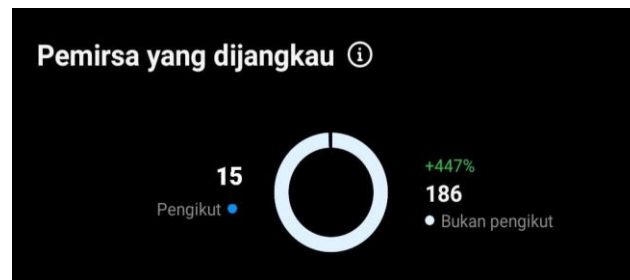 Pemirsa yang dijangkau
15
Pengikut
+447%
186
Bukan pengikut